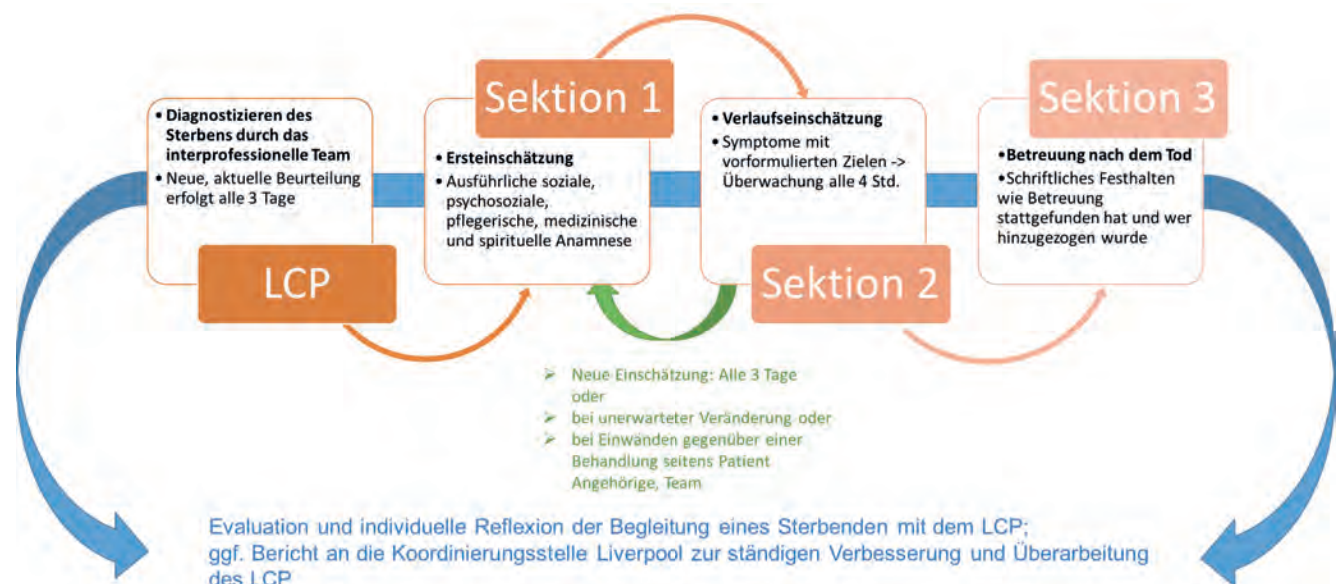 • Diagnostizieren des
Sterbens durch das
interprofessionelle Team
• Neue, aktuelle Beurteilung
erfolgt alle 3 Tage
LCP
Sektion 1
• Ersteinschätzung
• Ausführliche soziale,
psychosoziale,
pflegerische, medizinische
und spirituelle Anamnese
• Verlaufseinschätzung
• Symptome mit
vorformulierten Zielen ->
Überwachung alle 4 Std.
Sektion 2
Sektion 3
• Betreuung nach dem Tod
•Schriftliches Festhalten
wie Betreuung
stattgefunden hat und wer
hinzugezogen wurde
➢ Neue Einschätzung: Alle 3 Tage
oder
➢ bei unerwarteter Veränderung oder
➢ bei Einwänden gegenüber einer
Behandlung seitens Patient
Angehörige, Team
Evaluation und individuelle Reflexion der Begleitung eines Sterbenden mit dem LCP;
ggf. Bericht an die Koordinierungsstelle Liverpool zur ständigen Verbesserung und Überarbeitung
des LCP